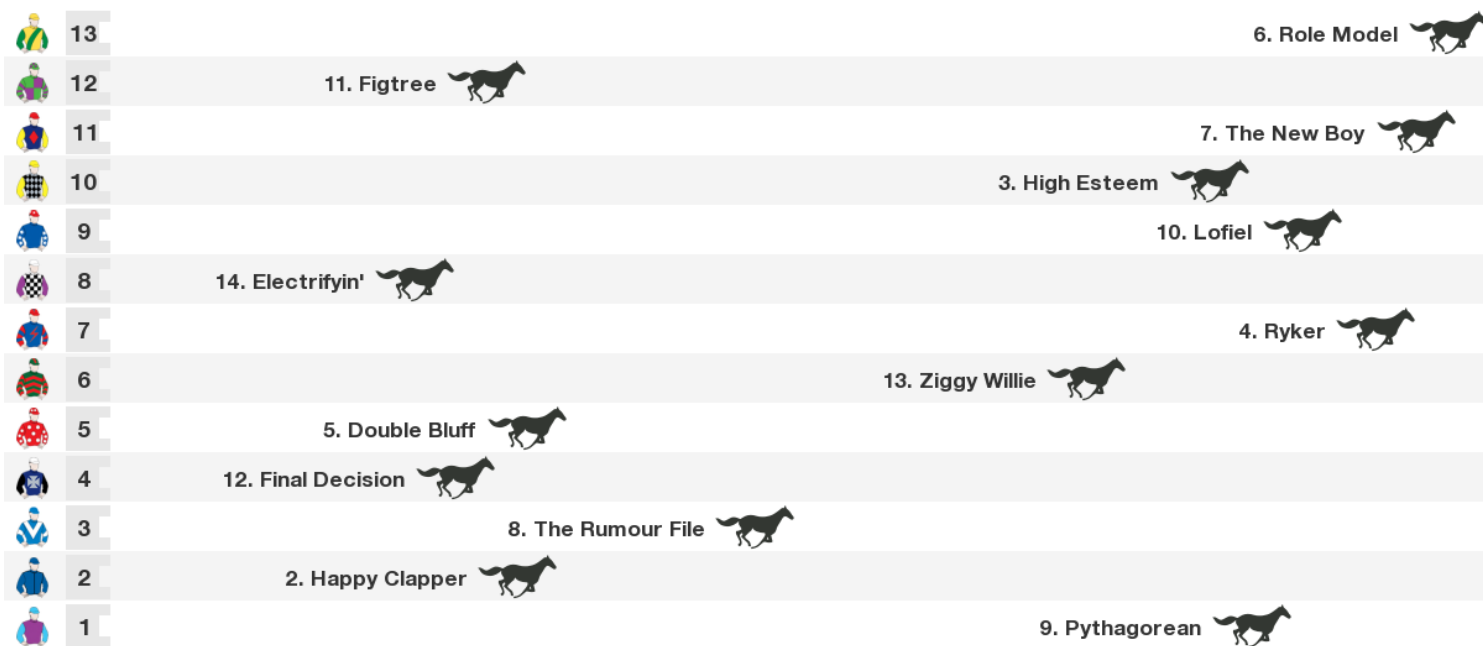 13 6. Role Model
12 11. Figtree
11 7. The New Boy
10 3. High Esteem
9 10. Lofiel
8 14. Electrifyin'
7 4. Ryker
6 13. Ziggy Willie
5 5. Double Bluff
4 12. Final Decision
3 8. The Rumour File
2 2. Happy Clapper
1 9. Pythagorean